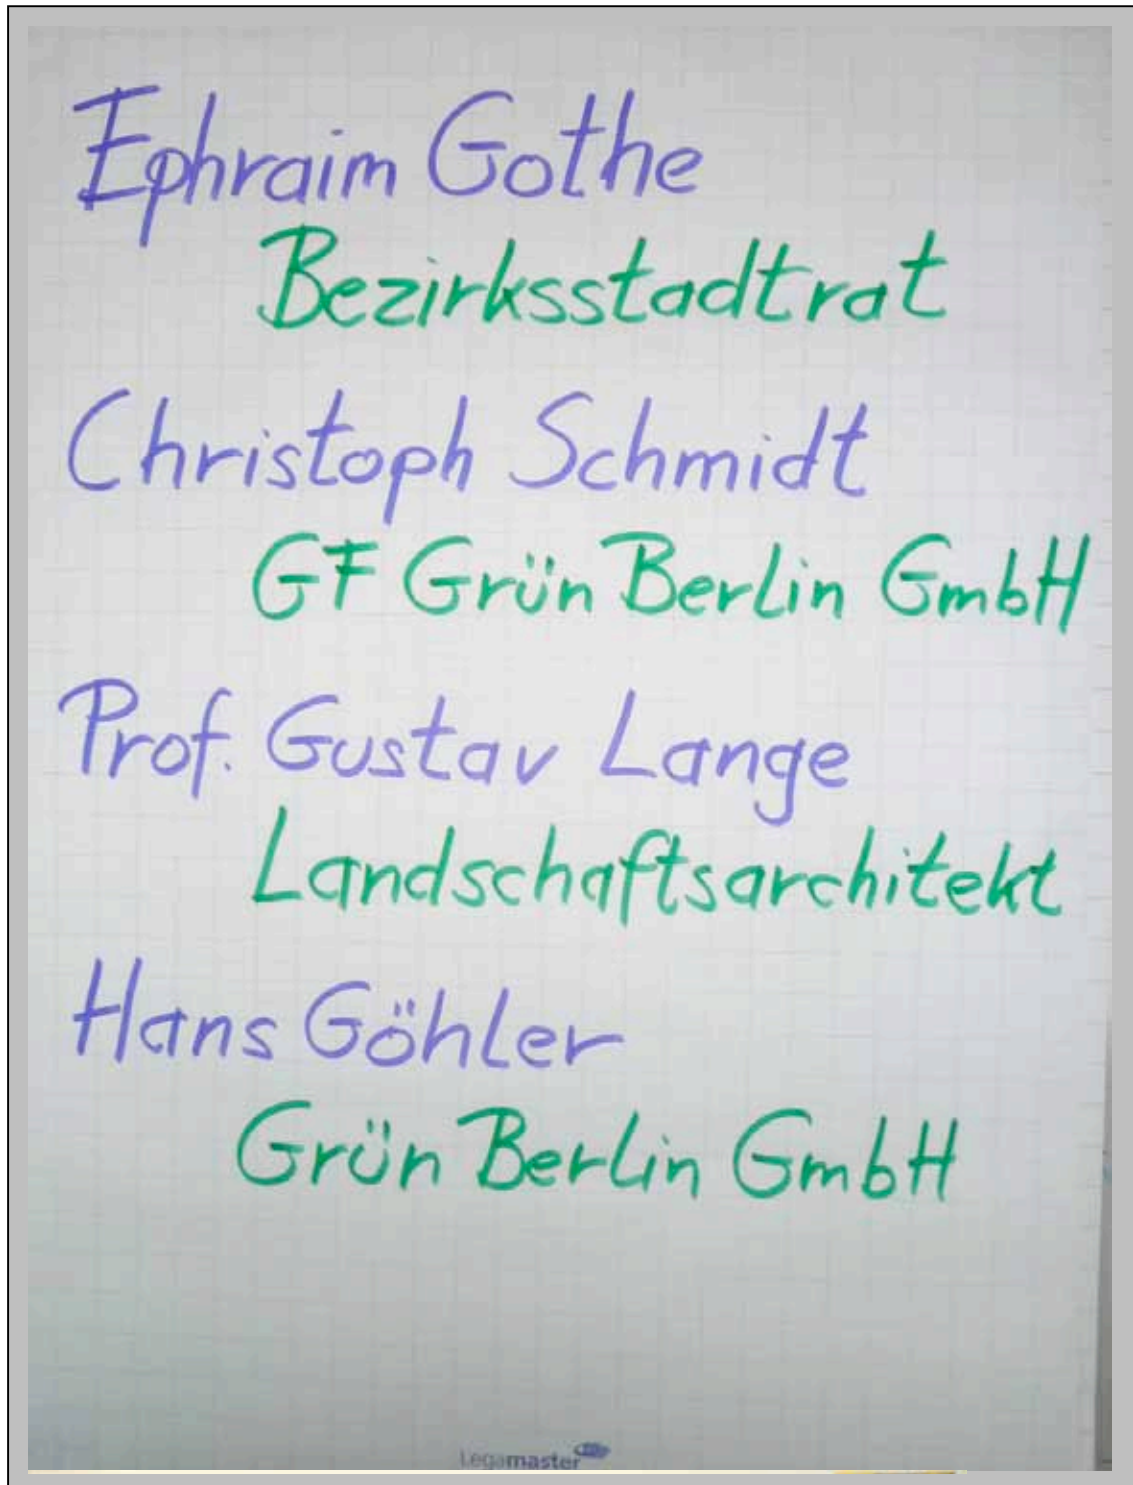 Ephraim Gothe
Bezirksstadtrat
Christoph Schmidt
GF Grün Berlin GmbH
Prof. Gustav Lange
Landschaftsarchitekt
Hans Göhler
Grün Berlin GmbH
Legamaster